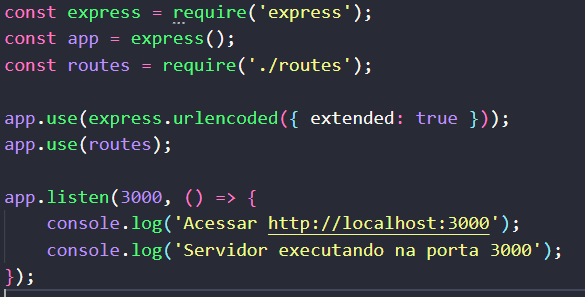 const express = require('express');
const app = express();
const routes = require('./routes');
app.use(express.urlencoded({ extended: true }));
app.use(routes);
app.listen(3000, () => {
console.log('Acessar http://localhost:3000');
console.log('Servidor executando na porta 3000');
});